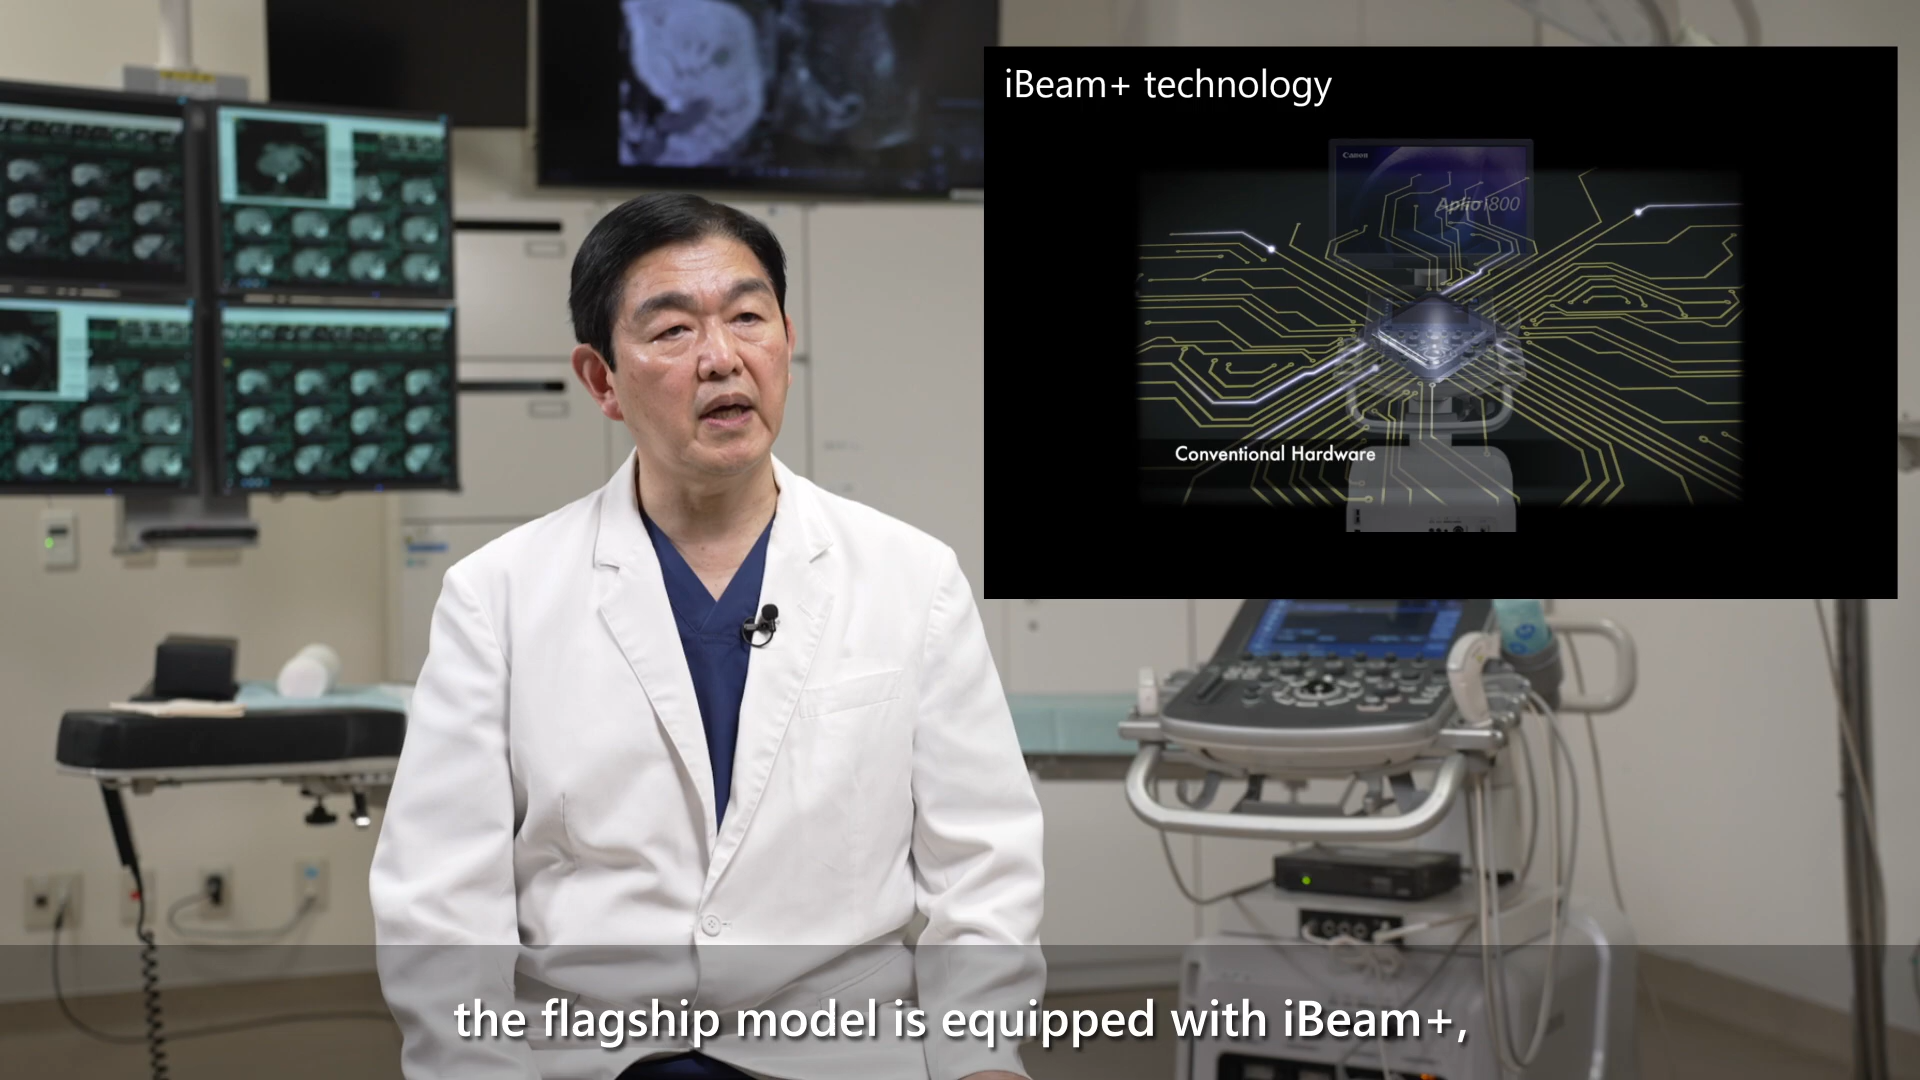 iBeam+ technology
Canon
Aplio i800
Conventional Hardware
the flagship model is equipped with iBeam+,